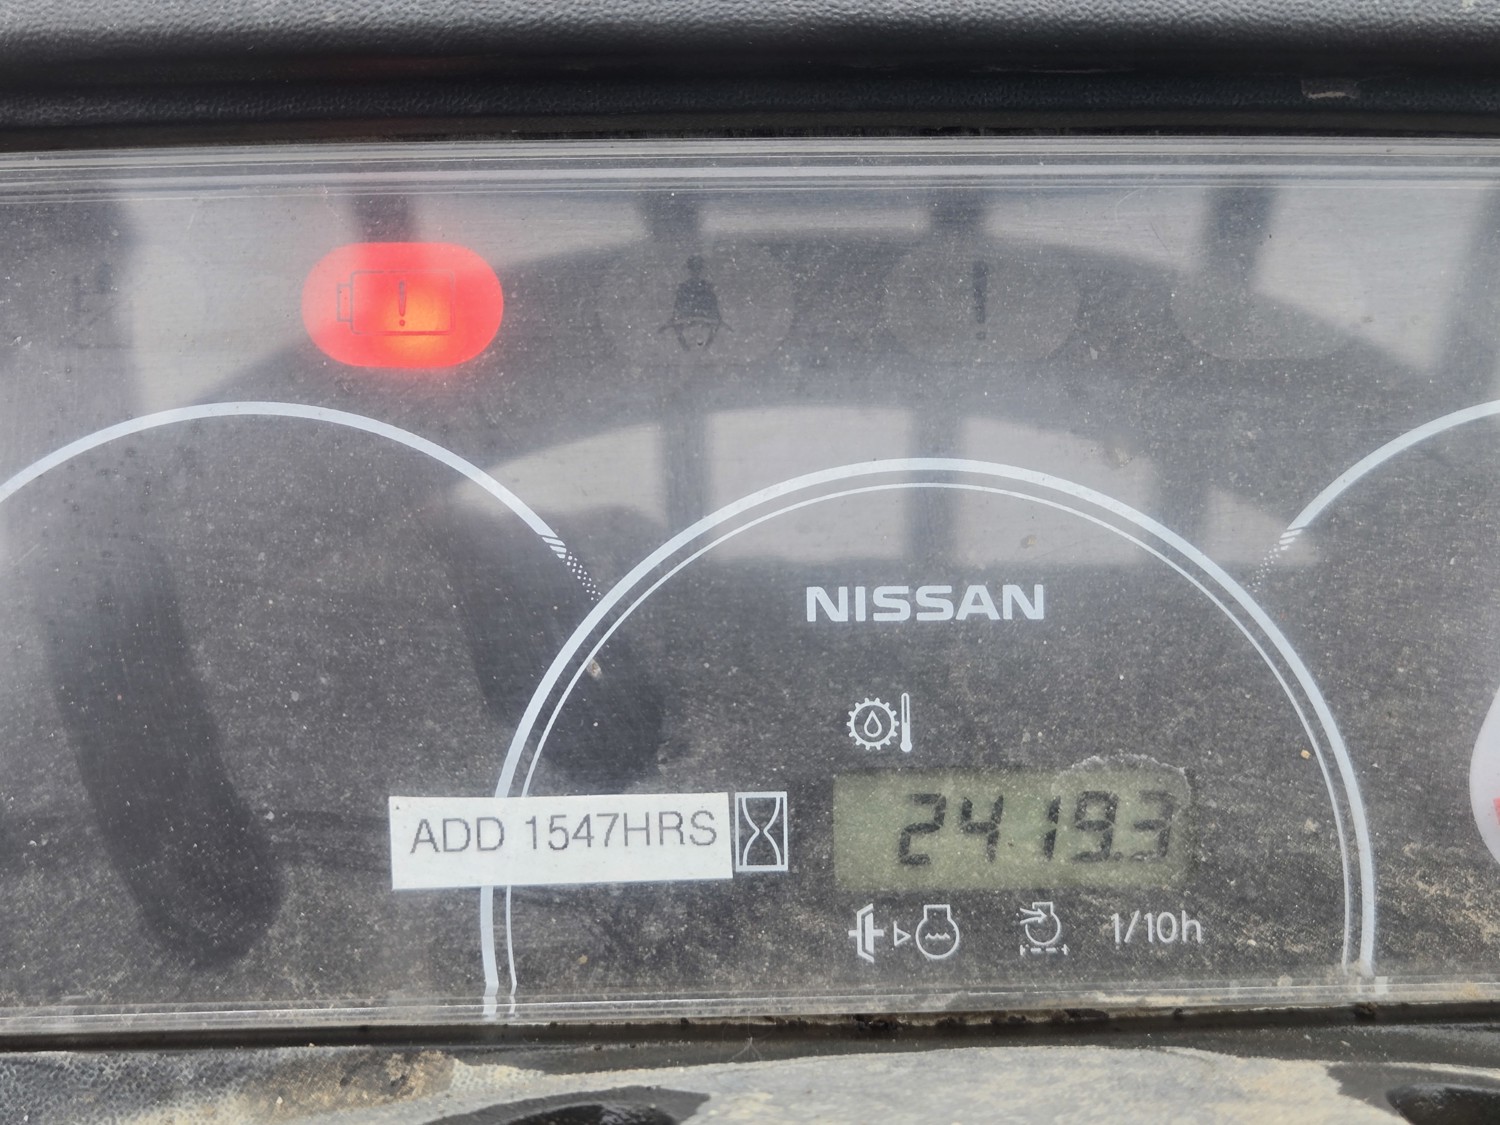 NISSAN
ADD 1547HRS
2419.3
1/10h